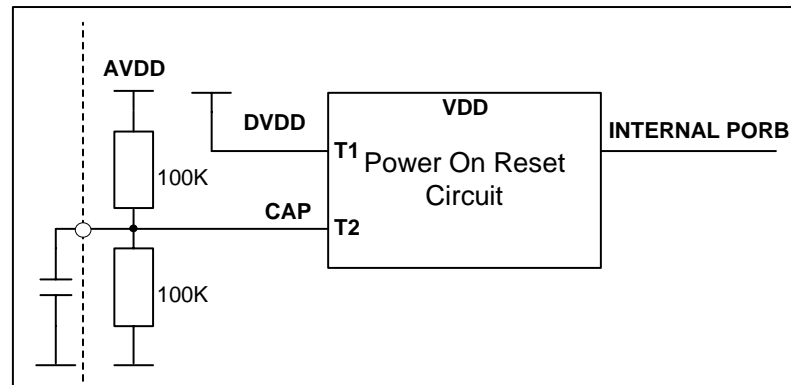 AVDD
DVDD
VDD
INTERNAL PORB
T1
Power On Reset
Circuit
100K
CAP
T2
100K